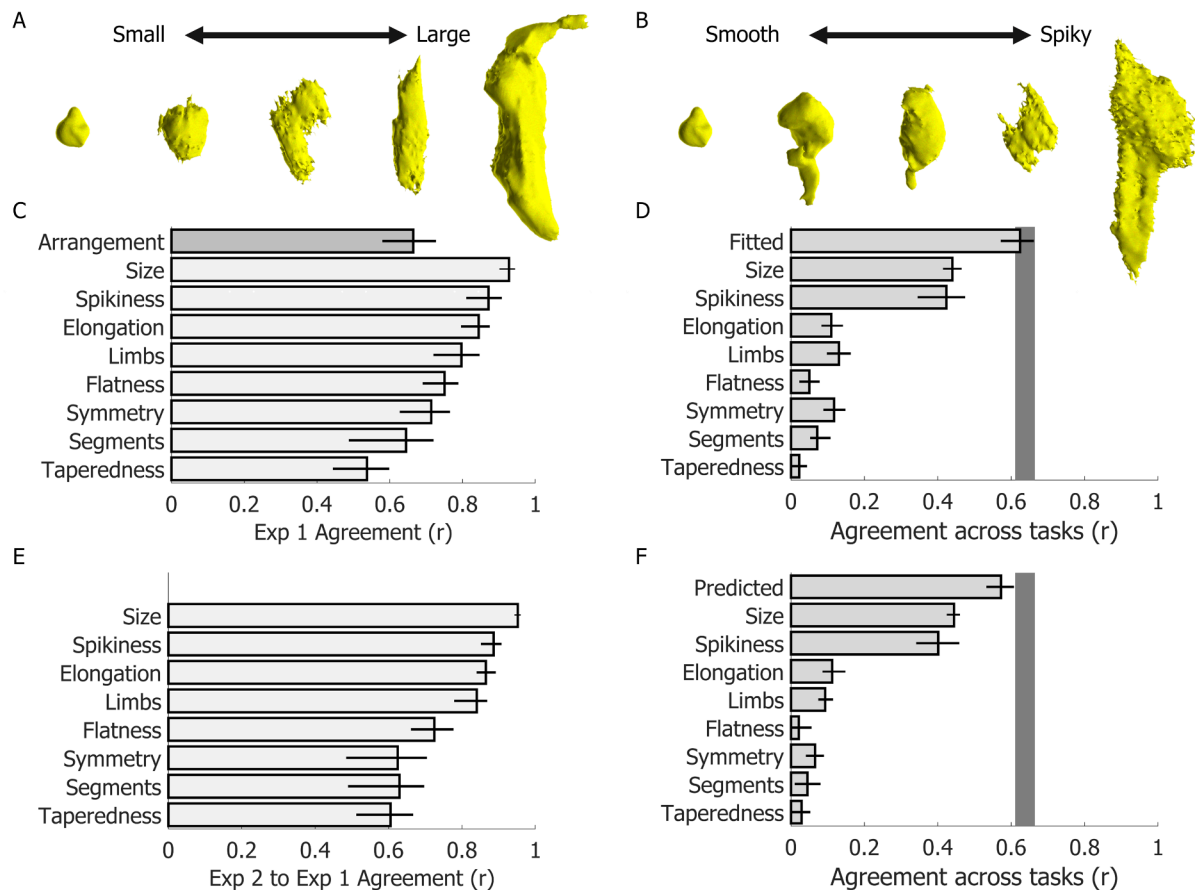 A
Small
Large
B
Smooth
Spiky
C
Arrangement
Size
Spikiness
Elongation
Limbs
Flatness
Symmetry
Segments
Taperedness
0 0.2 0.4 0.6 0.8 1
Exp 1 Agreement (r)
D
Fitted
Size
Spikiness
Elongation
Limbs
Flatness
Symmetry
Segments
Taperedness
0 0.2 0.4 0.6 0.8 1
Agreement across tasks (r)
E
Size
Spikiness
Elongation
Limbs
Flatness
Symmetry
Segments
Taperedness
0 0.2 0.4 0.6 0.8 1
Exp 2 to Exp 1 Agreement (r)
F
Predicted
Size
Spikiness
Elongation
Limbs
Flatness
Symmetry
Segments
Taperedness
0 0.2 0.4 0.6 0.8 1
Agreement across tasks (r)